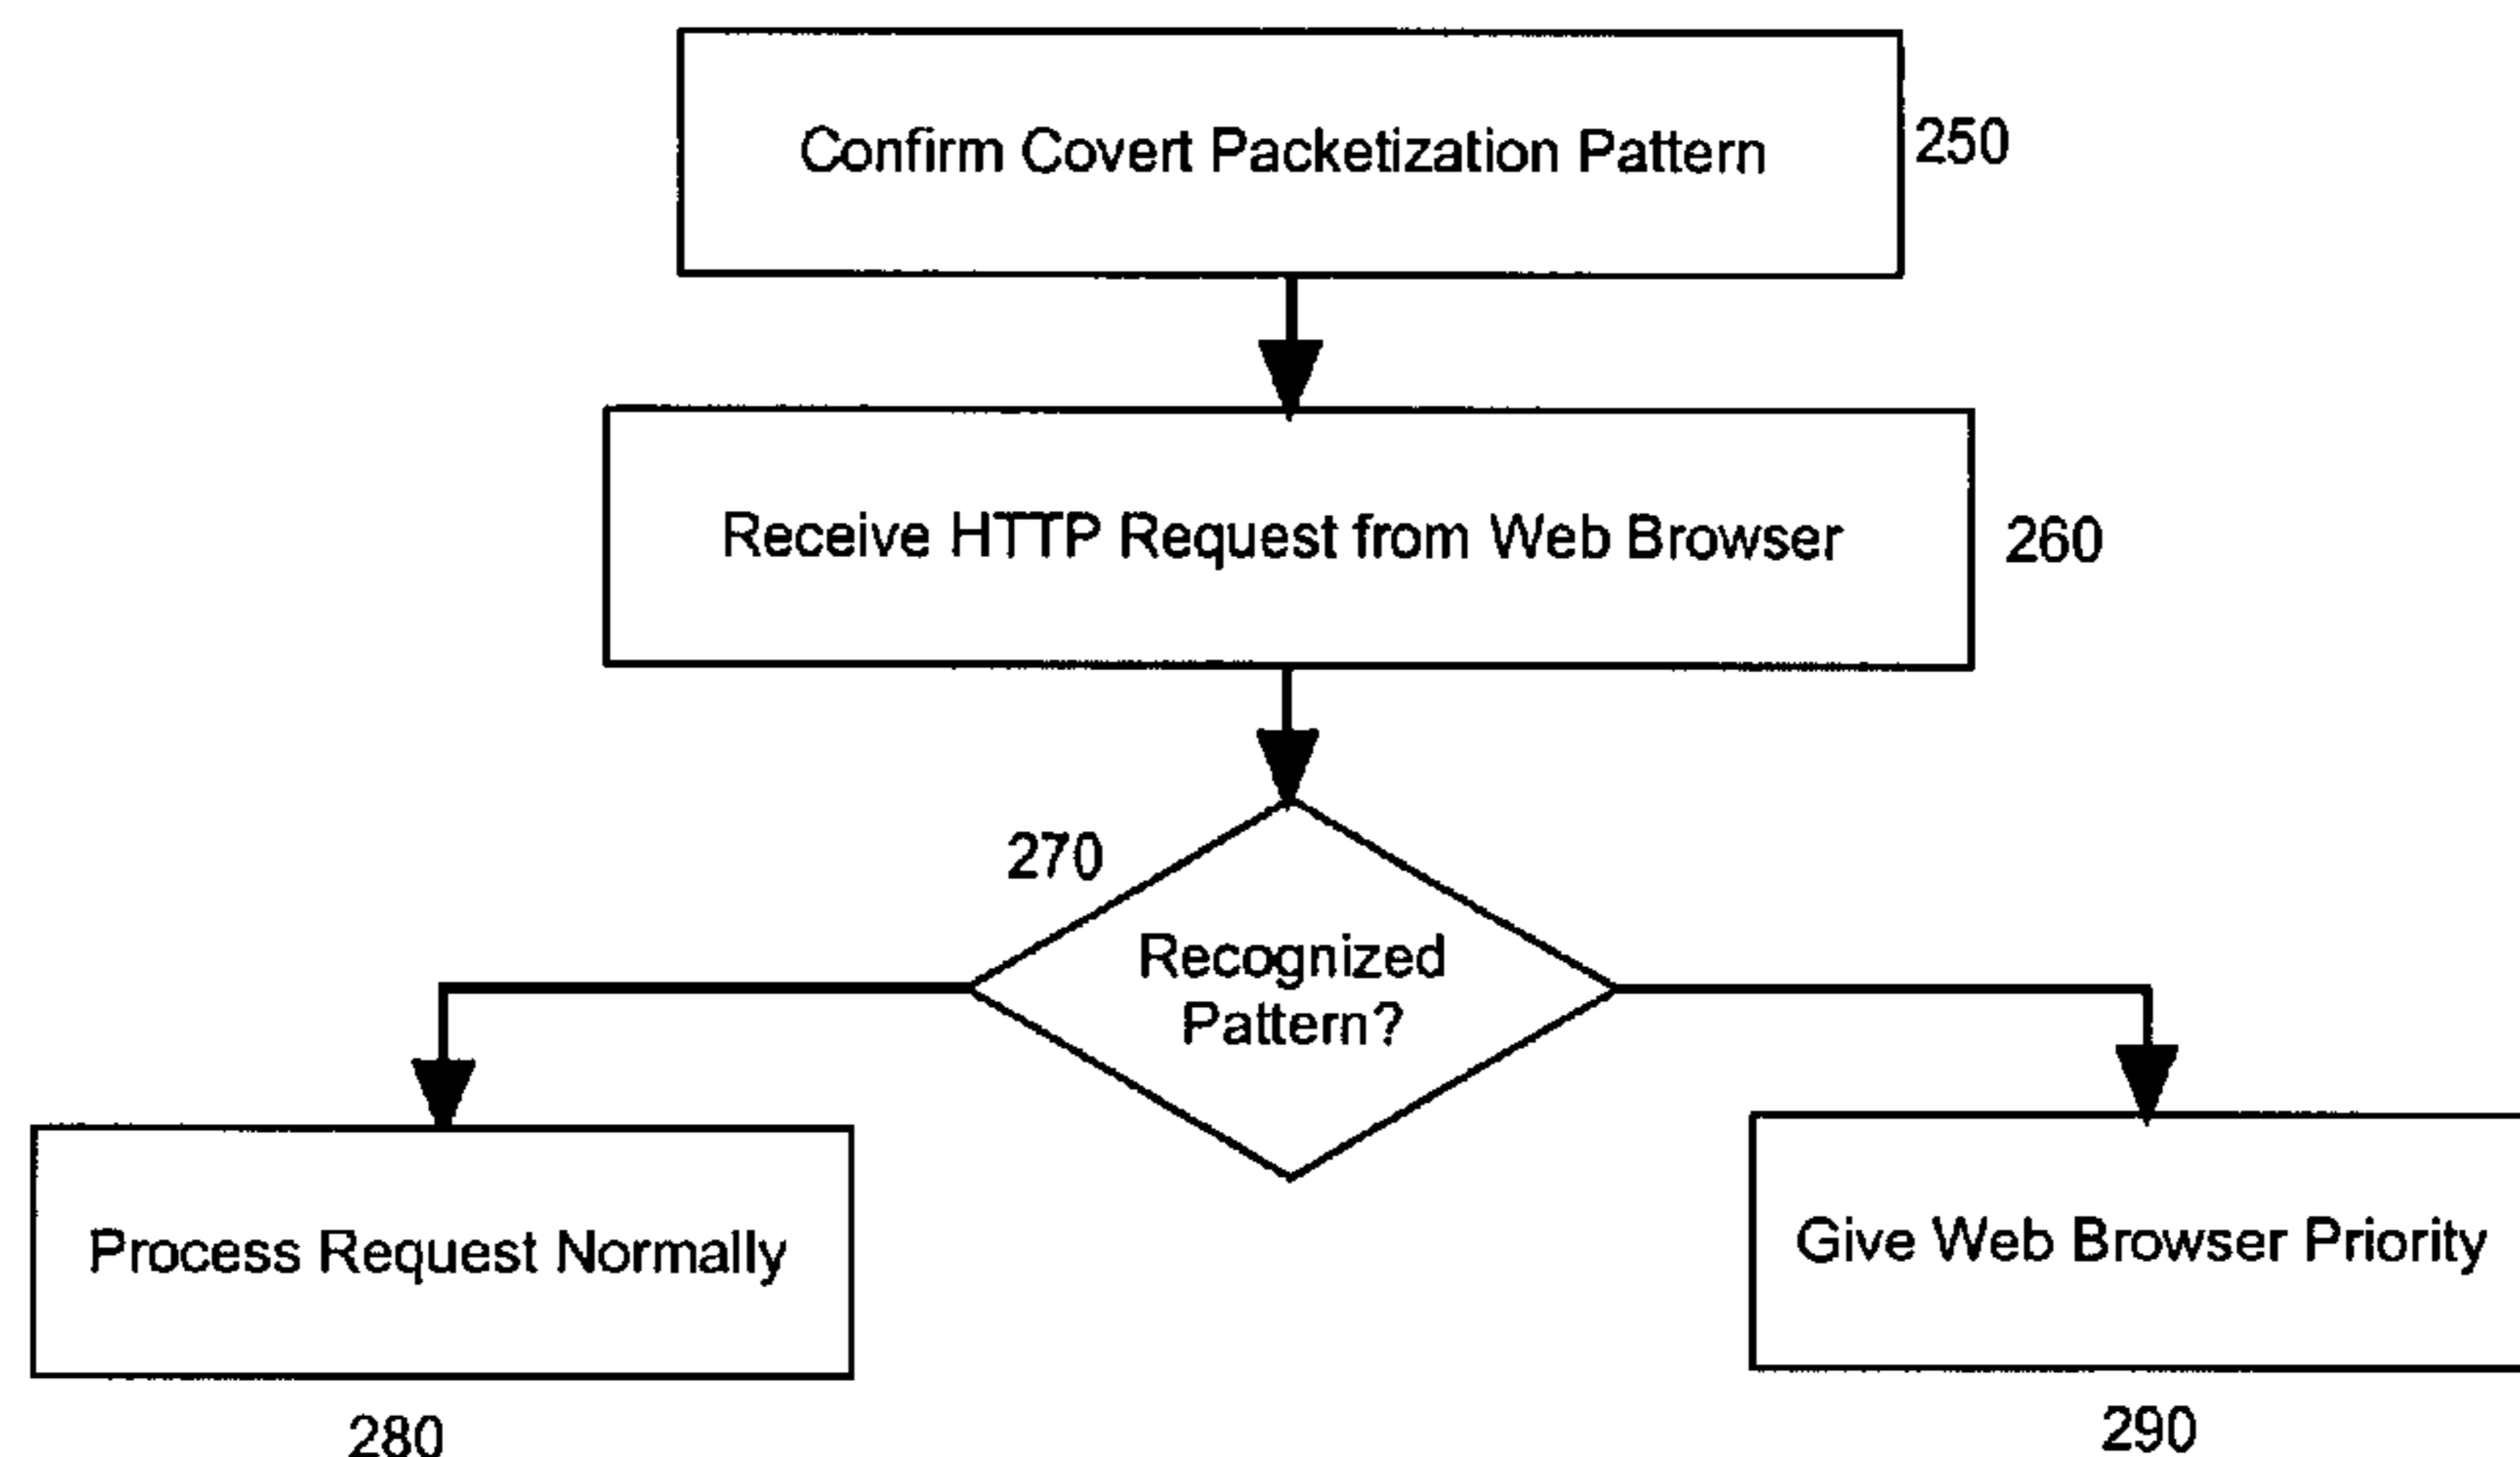 Confirm Covert Packetization Pattern
250
Receive HTTP Request from Web Browser
260
270
Recognized
Pattern?
Process Request Normally
Give Web Browser Priority
280
290